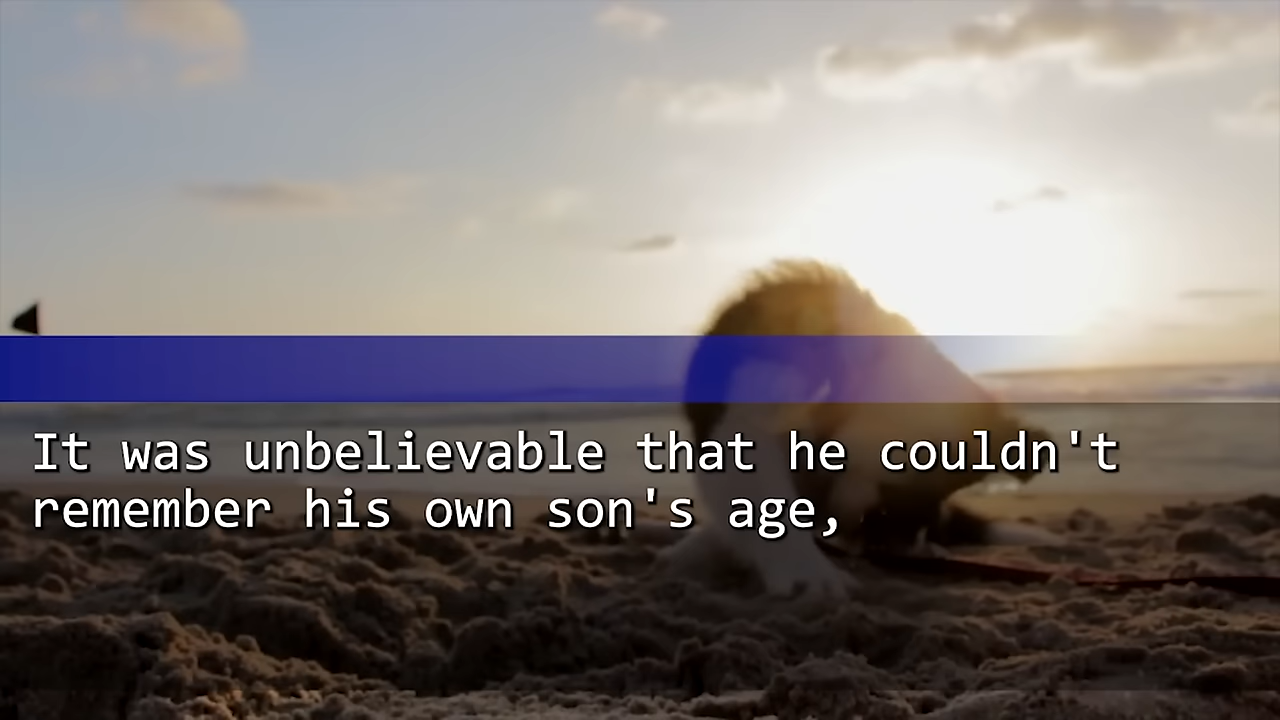 It was unbelievable that he couldn't
remember his own son's age,